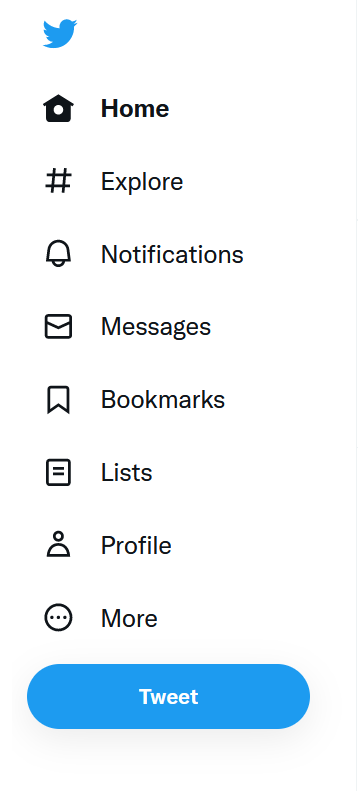 Home
Explore
Notifications
Messages
Bookmarks
Lists
Profile
More
Tweet